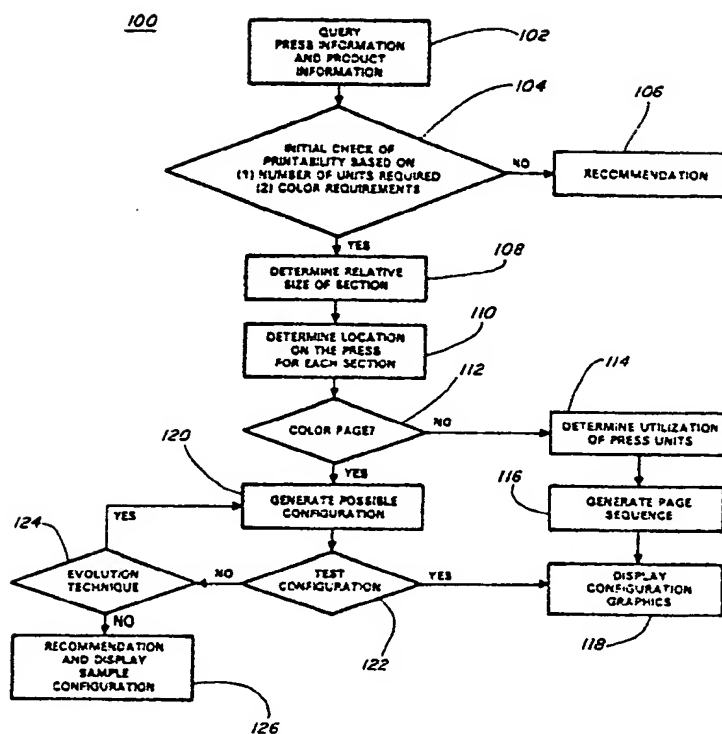 100
QUERY
PRESS INFORMATION
AND PRODUCT
INFORMATION
102
104
INITIAL CHECK OF
PRINTABILITY BASED ON
(1) NUMBER OF UNITS REQUIRED
(2) COLOR REQUIREMENTS
NO
106
RECOMMENDATION
YES
DETERMINE RELATIVE
SIZE OF SECTION
108
DETERMINE LOCATION
ON THE PRESS
FOR EACH SECTION
110
112
COLOR PAGE?
NO
114
DETERMINE UTILIZATION
OF PRESS UNITS
YES
120
GENERATE POSSIBLE
CONFIGURATION
116
GENERATE PAGE
SEQUENCE
YES
124
EVOLUTION
TECHNIQUE
NO
TEST
CONFIGURATION
YES
DISPLAY
CONFIGURATION
GRAPHICS
NO
122
118
RECOMMENDATION
AND DISPLAY
SAMPLE
CONFIGURATION
126